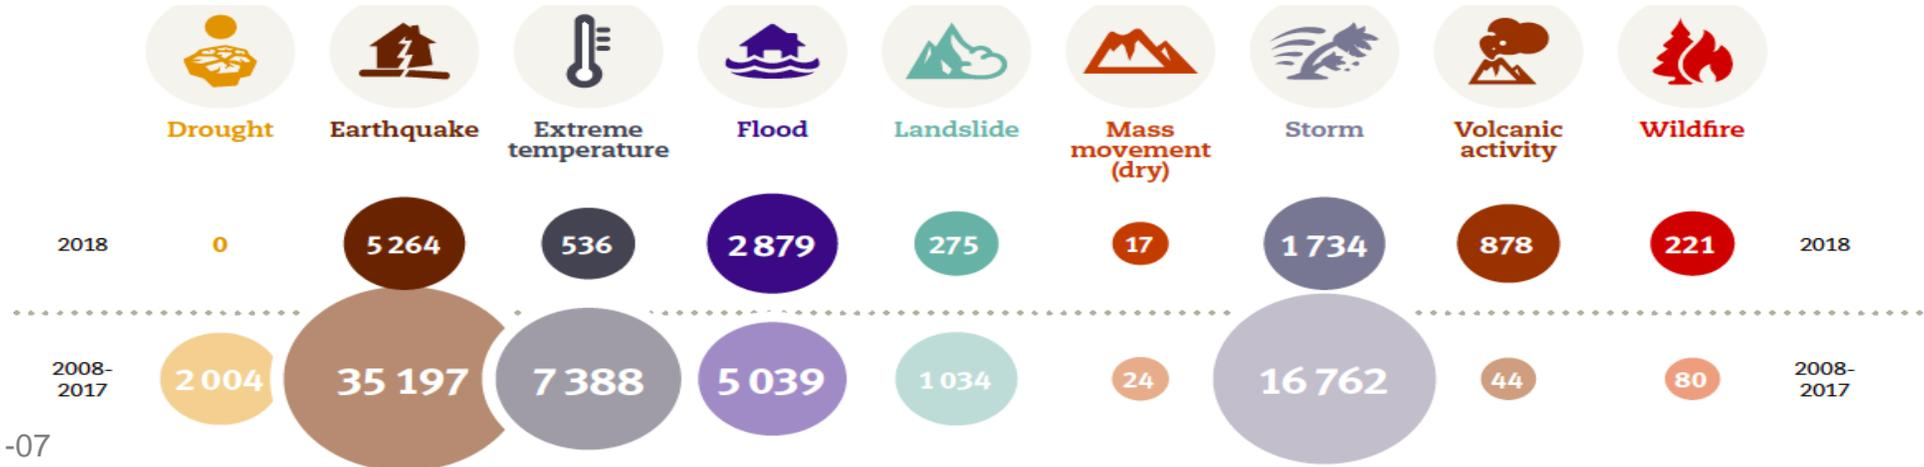 Drought
Earthquake
Extreme
temperature
Flood
Landslide
Mass
movement
(dry)
Storm
Volcanic
activity
Wildfire
2018
0
5 264
536
2 879
275
17
1 734
878
221
2018
2008-
2017
2 004
35 197
7 388
5 039
1 034
24
16 762
44
80
2008-
2017
-07